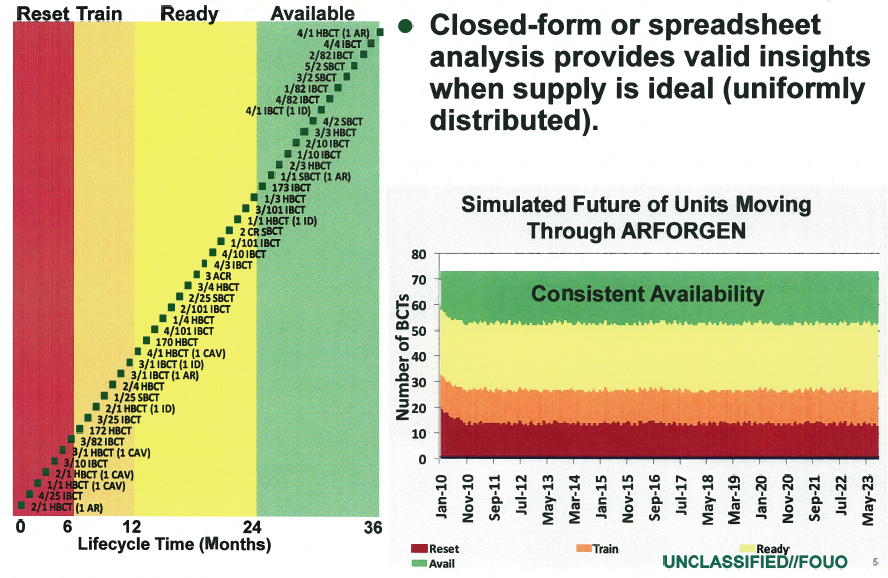 Reset Train Ready Available
4/1 HBCT (1 AR)
4/4 IBCT
2/82 IBCT
5/2 SBCT
3/2 SBCT
1/82 IBCT
4/82 IBCT
4/1 IBCT (1 ID)
4/2 SBCT
3/3 HBCT
2/10 IBCT
1/10 IBCT
2/3 HBCT
1/1 SBCT (1 AR)
173 IBCT
1/3 HBCT
3/101 IBCT
1/1 HBCT (1 ID)
2 CR SBCT
1/101 IBCT
4/10 IBCT
4/3 IBCT
3 ACR
3/4 HBCT
2/25 SBCT
2/101 IBCT
1/4 HBCT
4/101 IBCT
170 HBCT
4/1 HBCT (1 CAV)
3/1 IBCT (1 ID)
3/1 IBCT (1 AR)
2/4 HBCT
1/25 SBCT
2/1 HBCT (1 ID)
3/25 IBCT
172 HBCT
3/82 IBCT
3/1 HBCT (1 CAV)
3/10 IBCT
2/1 HBCT (1 CAV)
1/1 HBCT (1 CAV)
4/25 IBCT
2/1 HBCT (1 AR)
0 6 12 24 36
Lifecycle Time (Months)
● Closed-form or spreadsheet
analysis provides valid insights
when supply is ideal (uniformly
distributed).
Simulated Future of Units Moving
Through ARFORGEN
Number of BCTs
80
70
60
50
40
30
20
10
0
Consistent Availability
Jan-10 Nov-10 Sep-11 Jul-12 May-13 Mar-14 Jan-15 Nov-15 Sep-16 Jul-17 May-18 Mar-19 Jan-20 Nov-20 Sep-21 Jul-22 May-23
Reset Train Ready
Avail
UNCLASSIFIED//FOUO 5